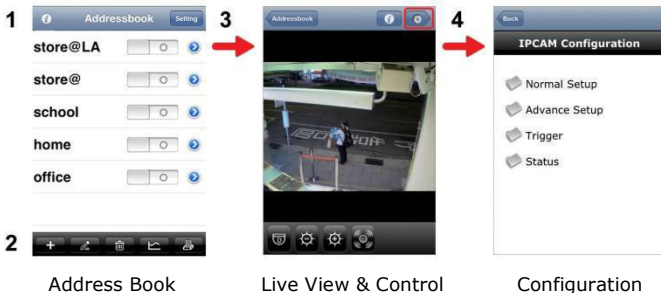 1
Addressbook
Setting
store@LA
store@
school
home
office
2
Address Book
3
Addressbook
Live View & Control
4
Back
IPCAM Configuration
Normal Setup
Advance Setup
Trigger
Status
Configuration